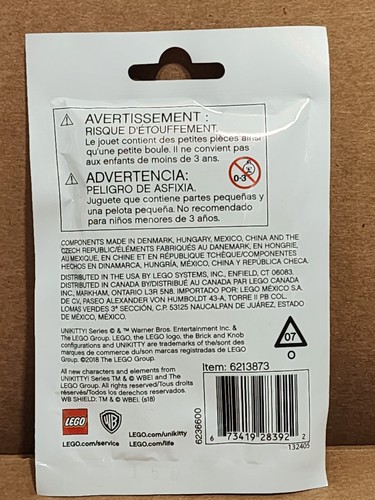 AVERTISSEMENT :
RISQUE D'ÉTOUFFEMENT.
Le jouet contient des petites pièces ainsi
qu'une petite boule. Il ne convient pas
aux enfants de moins de 3 ans.
ADVERTENCIA:
PELIGRO DE ASFIXIA.
Juguete que contiene partes pequeñas y
una pelota pequeña. No recomendado
para niños menores de 3 años.
0-3
COMPONENTS MADE IN DENMARK, HUNGARY, MEXICO, CHINA AND THE
CZECH REPUBLIC/ÉLÉMENTS FABRIQUÉS AU DANEMARK, EN HONGRIE,
AU MEXIQUE, EN CHINE ET EN RÉPUBLIQUE TCHÈQUE/COMPONENTES
HECHOS EN DINAMARCA, HUNGRÍA, MÉXICO, CHINA Y REPÚBLICA CHECA.
DISTRIBUTED IN THE USA BY LEGO SYSTEMS, INC., ENFIELD, CT 06083.
DISTRIBUTED IN CANADA BY/DISTRIBUÉ AU CANADA PAR LEGO CANADA
INC., MARKHAM, ONTARIO L3R 5N8. IMPORTADO POR: LEGO MÉXICO S.A.
DE C.V, PASEO ALEXANDER VON HUMBOLDT 43-A, TORRE II PB COL.
LOMAS VERDES 3ª SECCIÓN, C.P. 53125 NAUCALPAN DE JUÁREZ, ESTADO
DE MÉXICO, MÉXICO.
UNIKITTY! Series © & ™ Warner Bros. Entertainment Inc. &
The LEGO Group. LEGO, the LEGO logo, the Brick and Knob
configurations and UNIKITTY! are trademarks of the/sont des
marques de commerce du/son marcas registradas de LEGO
Group. ©2018 The LEGO Group.
All new characters and elements from
UNIKITTY! Series TM & © WBEI and The
LEGO Group. All rights reserved/Tous droits
réservés/Todos los derechos reservados.
WB SHIELD: TM & © WBEI. (s18)
07
Item: 6213873
LEGO
WB
LEGO.com/unikitty
LEGO.com/service
LEGO.com/life
6236600
6 73419 28392 2
132405